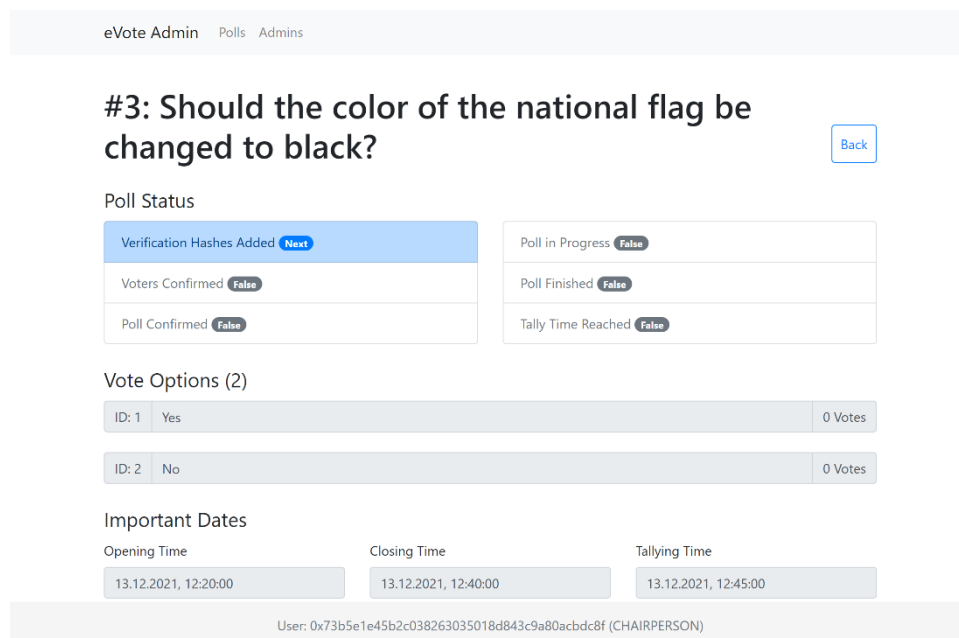 eVote Admin Polls Admins
#3: Should the color of the national flag be
changed to black?
Back
Poll Status
Verification Hashes Added Next
Voters Confirmed False
Poll Confirmed False
Poll in Progress False
Poll Finished False
Tally Time Reached False
Vote Options (2)
ID: 1 Yes 0 Votes
ID: 2 No 0 Votes
Important Dates
Opening Time Closing Time Tallying Time
13.12.2021, 12:20:00 13.12.2021, 12:40:00 13.12.2021, 12:45:00
User: 0x73b5e1e45b2c038263035018d843c9a80acbdc8f (CHAIRPERSON)